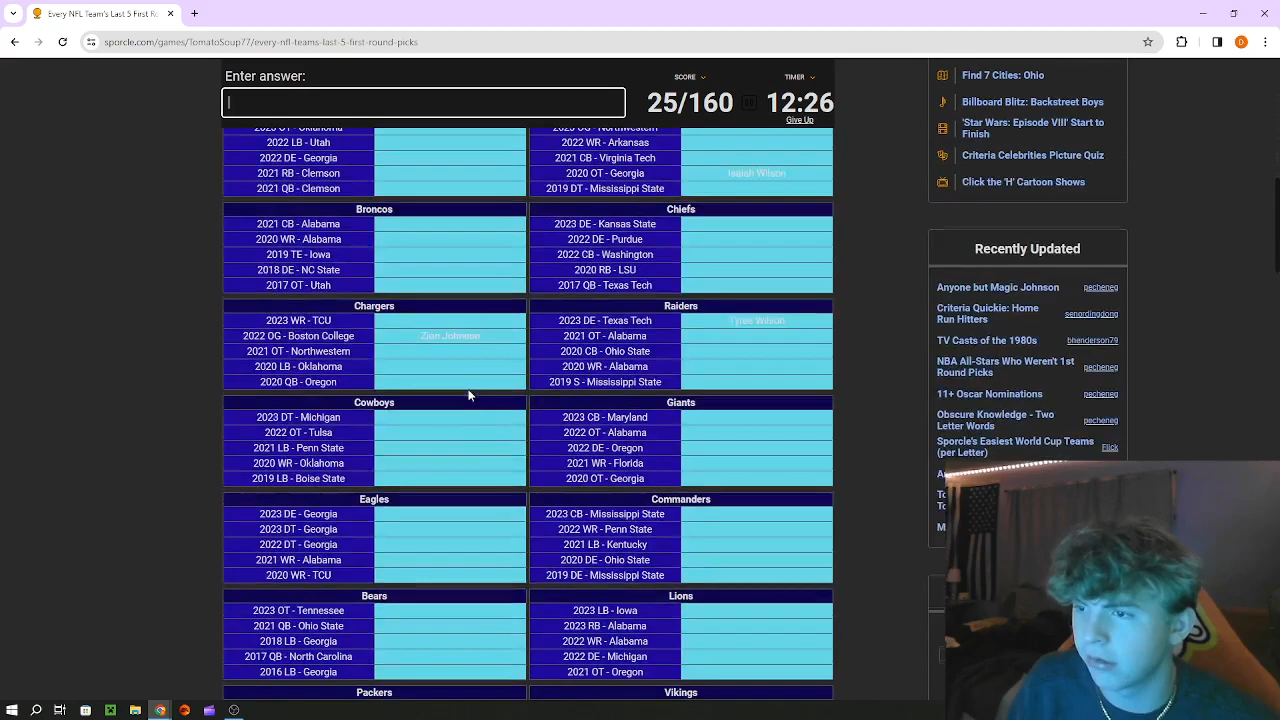 Every NFL Team's Last 5 First Ro
sporcle.com/games/TomatoSoup77/every-nfl-teams-last-5-first-round-picks
Enter answer:
SCORE
TIMER
25/160
12:26
Give Up
2023 OT - Oklahoma
2022 LB - Utah
2022 DE - Georgia
2021 RB - Clemson
2021 QB - Clemson
2023 OG - Northwestern
2022 WR - Arkansas
2021 CB - Virginia Tech
2020 OT - Georgia Isaiah Wilson
2019 DT - Mississippi State
Broncos
2021 CB - Alabama
2020 WR - Alabama
2019 TE - Iowa
2018 DE - NC State
2017 OT - Utah
Chiefs
2023 DE - Kansas State
2022 DE - Purdue
2022 CB - Washington
2020 RB - LSU
2017 QB - Texas Tech
Chargers
2023 WR - TCU
2022 OG - Boston College Zion Johnson
2021 OT - Northwestern
2020 LB - Oklahoma
2020 QB - Oregon
Raiders
2023 DE - Texas Tech Tyree Wilson
2021 OT - Alabama
2020 CB - Ohio State
2020 WR - Alabama
2019 S - Mississippi State
Cowboys
2023 DT - Michigan
2022 OT - Tulsa
2021 LB - Penn State
2020 WR - Oklahoma
2019 LB - Boise State
Giants
2023 CB - Maryland
2022 OT - Alabama
2022 DE - Oregon
2021 WR - Florida
2020 OT - Georgia
Eagles
2023 DE - Georgia
2023 DT - Georgia
2022 DT - Georgia
2021 WR - Alabama
2020 WR - TCU
Commanders
2023 CB - Mississippi State
2022 WR - Penn State
2021 LB - Kentucky
2020 DE - Ohio State
2019 DE - Mississippi State
Bears
2023 OT - Tennessee
2021 QB - Ohio State
2018 LB - Georgia
2017 QB - North Carolina
2016 LB - Georgia
Lions
2023 LB - Iowa
2023 RB - Alabama
2022 WR - Alabama
2022 DE - Michigan
2021 OT - Oregon
Packers
Vikings
Find 7 Cities: Ohio
Billboard Blitz: Backstreet Boys
'Star Wars: Episode VIII' Start to
Finish
Criteria Celebrities Picture Quiz
Click the 'H' Cartoon Shows
Recently Updated
Anyone but Magic Johnson pecheneg
Criteria Quickie: Home
Run Hitters senordingdong
TV Casts of the 1980s bhenderson79
NBA All-Stars Who Weren't 1st
Round Picks pecheneg
11+ Oscar Nominations pecheneg
Obscure Knowledge - Two
Letter Words pecheneg
Sporcle's Easiest World Cup Teams
(per Letter) Flick